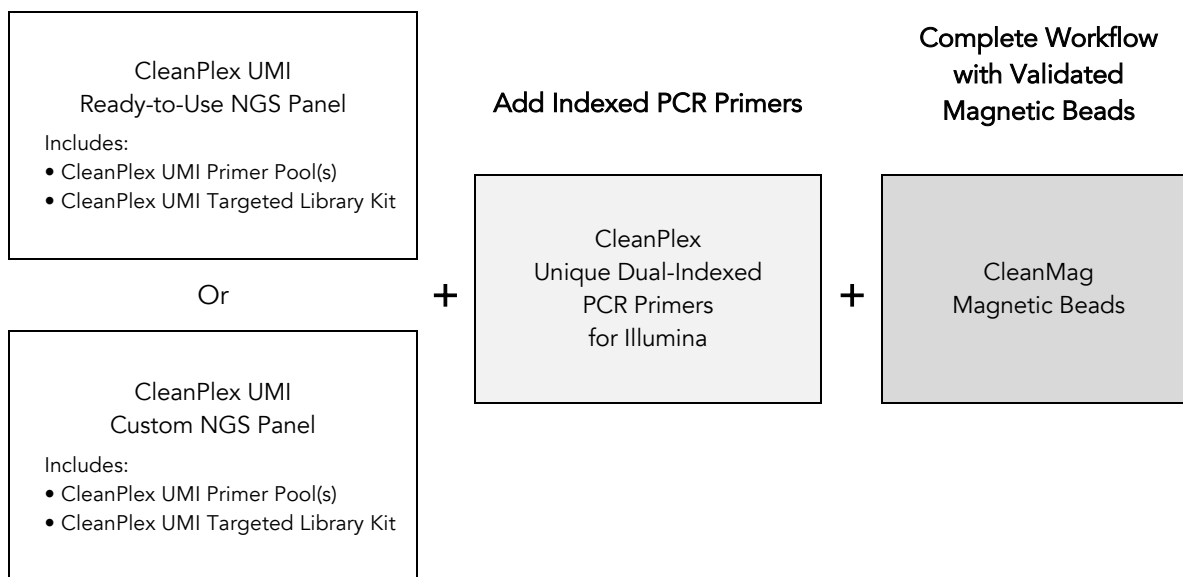 CleanPlex UMI
Ready-to-Use NGS Panel
Includes:
• CleanPlex UMI Primer Pool(s)
• CleanPlex UMI Targeted Library Kit
Or
CleanPlex UMI
Custom NGS Panel
Includes:
• CleanPlex UMI Primer Pool(s)
• CleanPlex UMI Targeted Library Kit
+
Add Indexed PCR Primers
CleanPlex
Unique Dual-Indexed
PCR Primers
for Illumina
+
Complete Workflow
with Validated
Magnetic Beads
CleanMag
Magnetic Beads